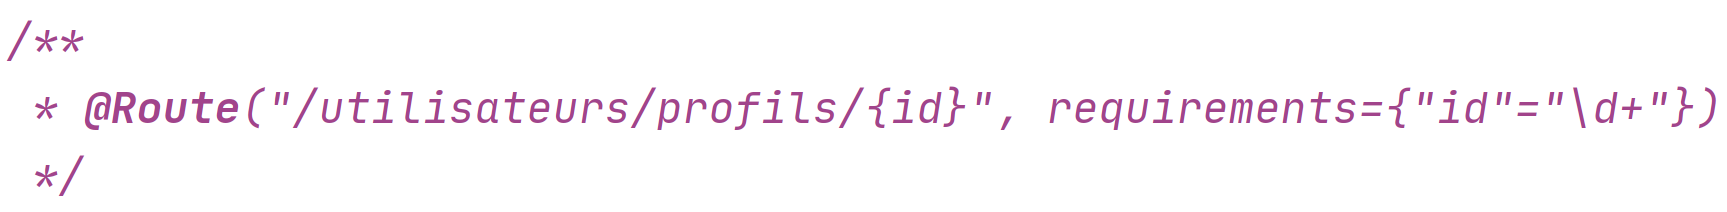 /**
 * @Route("/utilisateurs/profils/{id}", requirements={"id"="\d+"})
 */